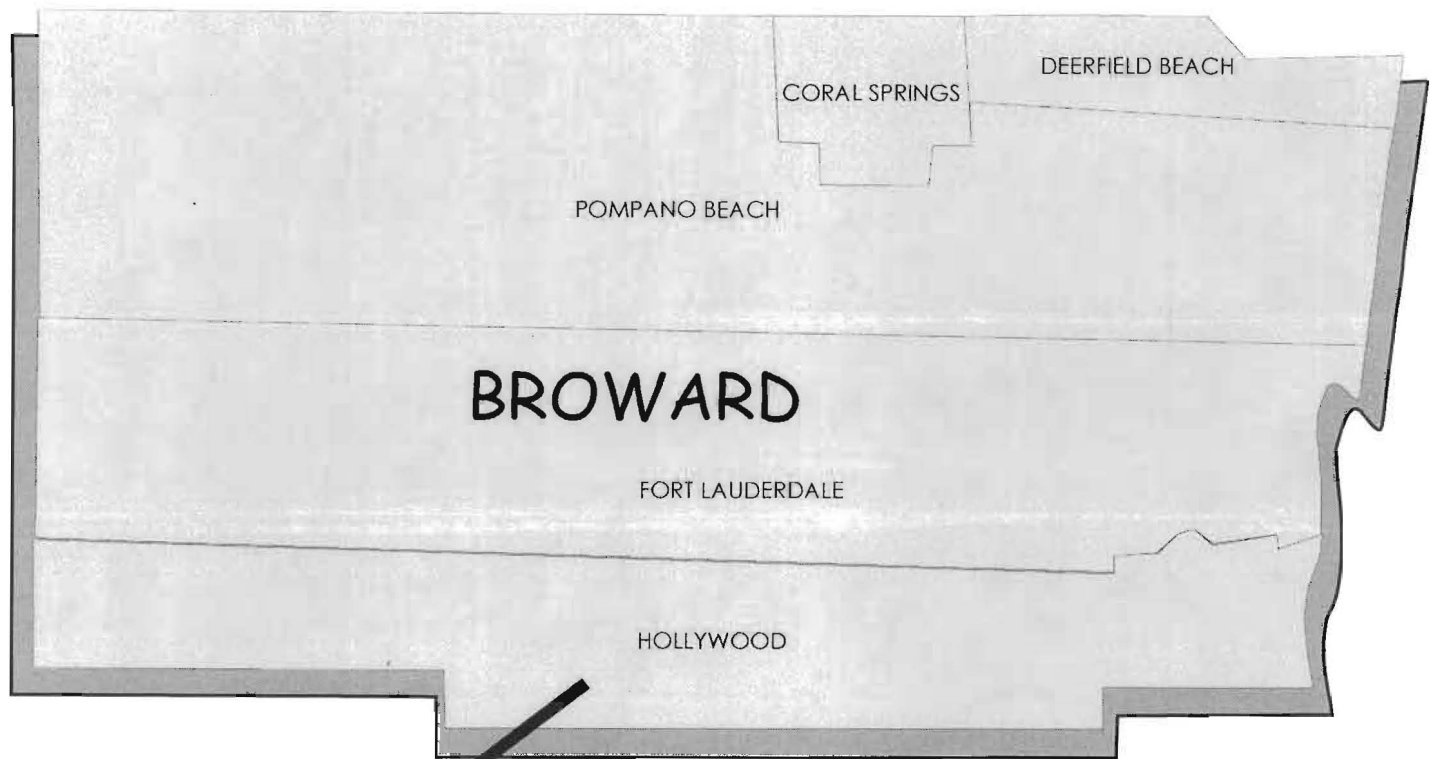 DEERFIELD BEACH
CORAL SPRINGS
POMPANO BEACH
BROWARD
FORT LAUDERDALE
HOLLYWOOD